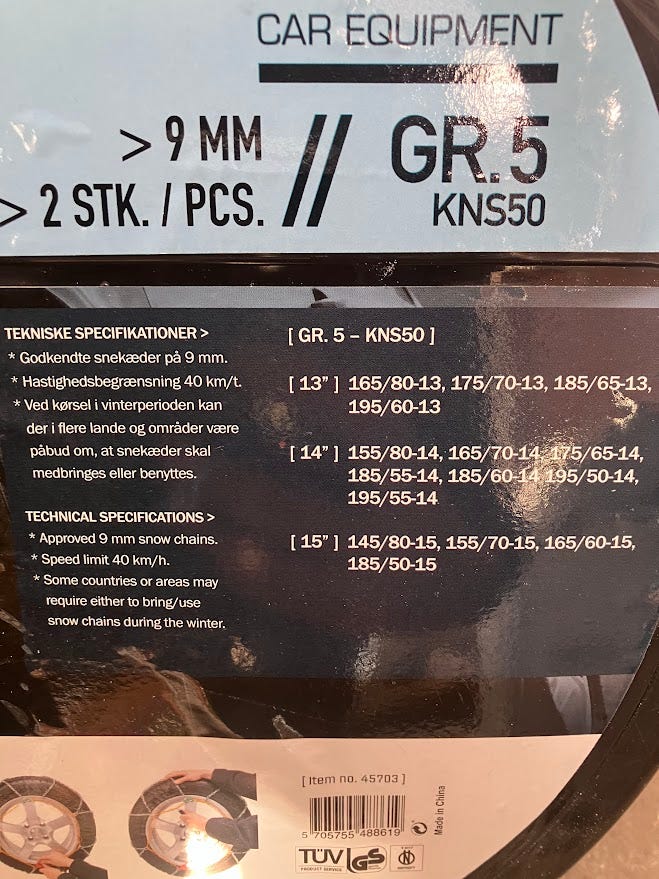 CAR EQUIPMENT
> 9 MM
> 2 STK. / PCS.
GR.5
KNS50
TEKNISKE SPECIFIKATIONER >
* Godkendte snekæder på 9 mm.
* Hastighedsbegrænsning 40 km/t.
* Ved kørsel i vinterperioden kan
der i flere lande og områder være
påbud om, at snekæder skal
medbringes eller benyttes.
TECHNICAL SPECIFICATIONS >
* Approved 9 mm snow chains.
* Speed limit 40 km/h.
* Some countries or areas may
require either to bring/use
snow chains during the winter.
[ GR. 5 – KNS50 ]
[ 13" ] 165/80-13, 175/70-13, 185/65-13,
195/60-13
[ 14" ] 155/80-14, 165/70-14, 175/65-14,
185/55-14, 185/60-14, 195/50-14,
195/55-14
[ 15" ] 145/80-15, 155/70-15, 165/60-15,
185/50-15
[ Item no. 45703 ]
5 705755 488619
Made in China
TÜV GS
PRODUCT SERVICE